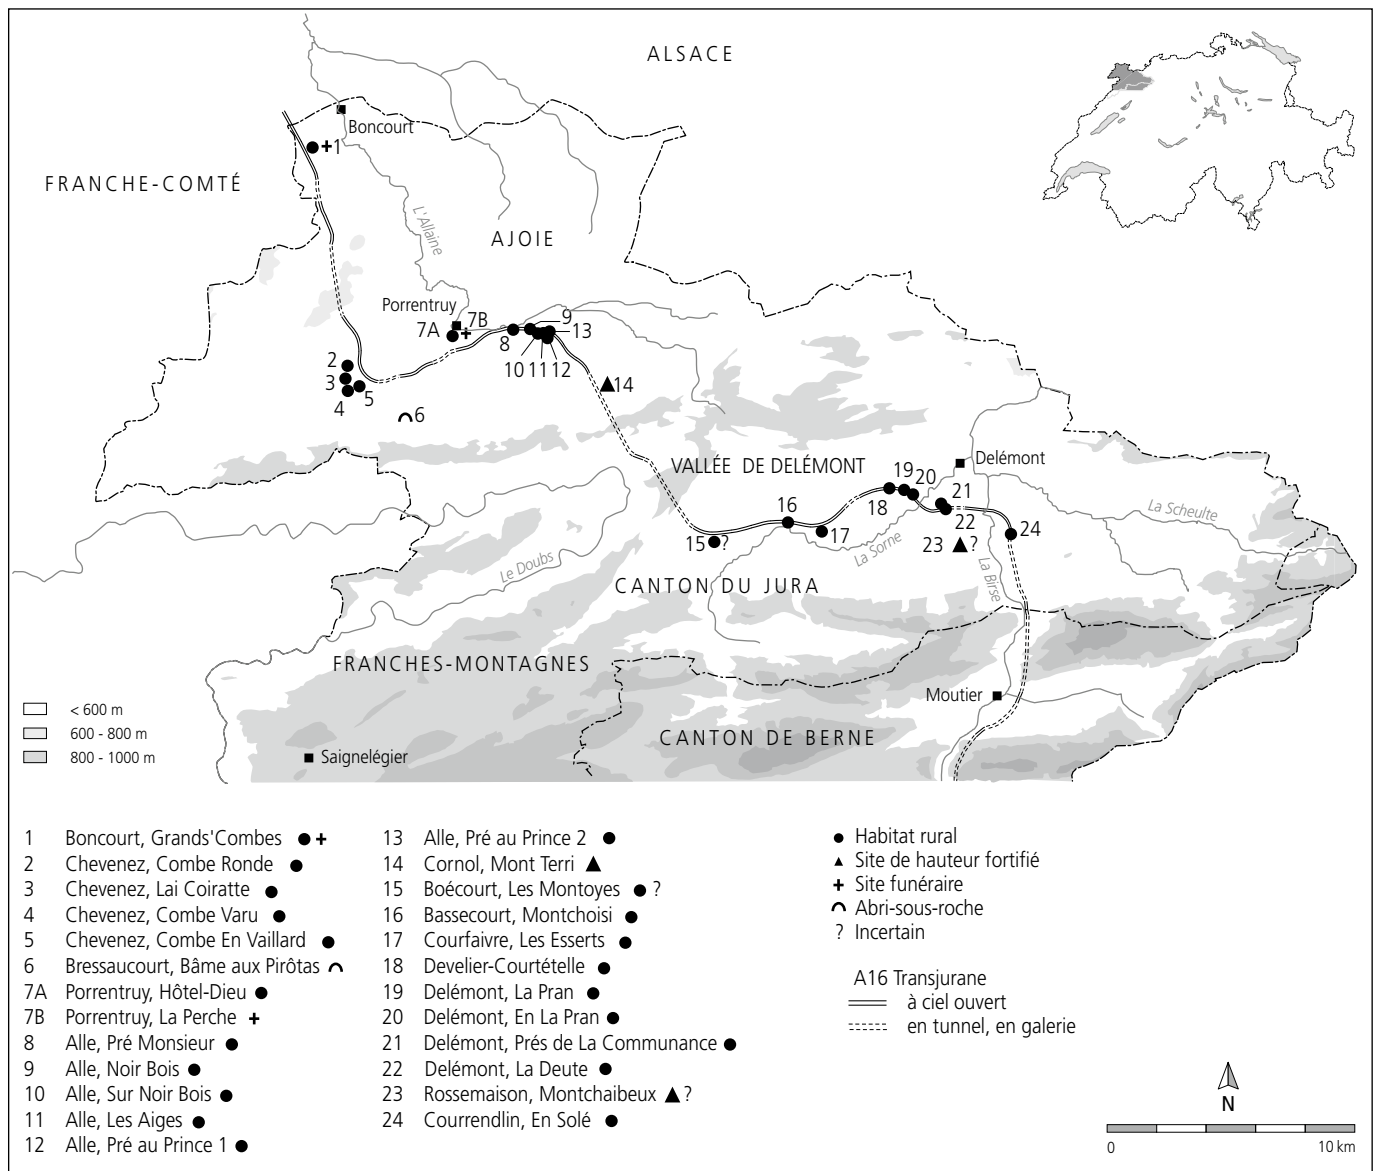 ALSACE
Boncourt
1
FRANCHE-COMTÉ
L'Allaine
AJOIE
Porrentruy
7A
7B
8
9
10
11
12
13
14
2
3
4
5
6
VALLÉE DE DELÉMONT
Delémont
15 ?
16
17
18
19
20
21
22
23 ?
24
La Scheulte
La Sorne
La Birse
Le Doubs
CANTON DU JURA
FRANCHES-MONTAGNES
Moutier
CANTON DE BERNE
Saignelégier
< 600 m
600 - 800 m
800 - 1000 m
1 Boncourt, Grands'Combes
2 Chevenez, Combe Ronde
3 Chevenez, Lai Coiratte
4 Chevenez, Combe Varu
5 Chevenez, Combe En Vaillard
6 Bressaucourt, Bâme aux Pirôtas
7A Porrentruy, Hôtel-Dieu
7B Porrentruy, La Perche
8 Alle, Pré Monsieur
9 Alle, Noir Bois
10 Alle, Sur Noir Bois
11 Alle, Les Aiges
12 Alle, Pré au Prince 1
13 Alle, Pré au Prince 2
14 Cornol, Mont Terri
15 Boécourt, Les Montoyes ?
16 Bassecourt, Montchoisi
17 Courfaivre, Les Esserts
18 Develier-Courtételle
19 Delémont, La Pran
20 Delémont, En La Pran
21 Delémont, Prés de La Communance
22 Delémont, La Deute
23 Rossemaison, Montchaibeux ?
24 Courrendlin, En Solé
Habitat rural
Site de hauteur fortifié
Site funéraire
Abri-sous-roche
? Incertain
A16 Transjurane
à ciel ouvert
en tunnel, en galerie
N
0 10 km